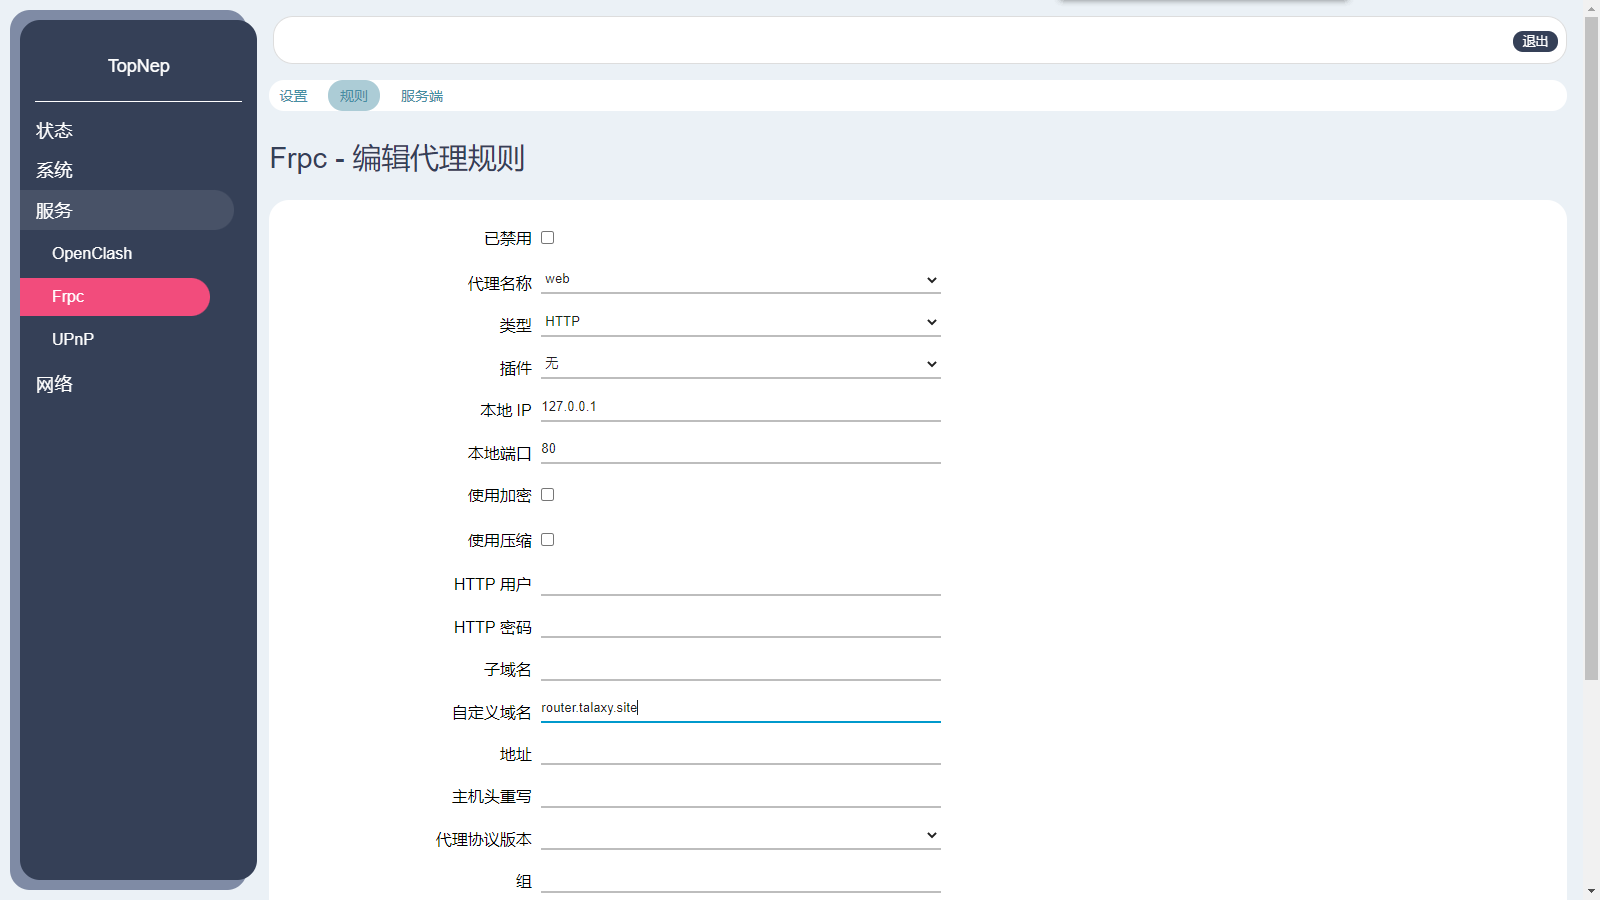 退出
TopNep
状态
系统
服务
OpenClash
Frpc
UPnP
网络
设置 规则 服务端
Frpc - 编辑代理规则
已禁用
代理名称 web
类型 HTTP
插件 无
本地 IP 127.0.0.1
本地端口 80
使用加密
使用压缩
HTTP 用户
HTTP 密码
子域名
自定义域名 router.talaxy.site
地址
主机头重写
代理协议版本
组